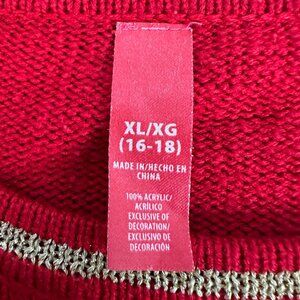 XL/XG
(16-18)
MADE IN/HECHO EN
CHINA
100% ACRYLIC/
ACRÍLICO
EXCLUSIVE OF
DECORATION/
EXCLUSIVO DE
DECORACIÓN